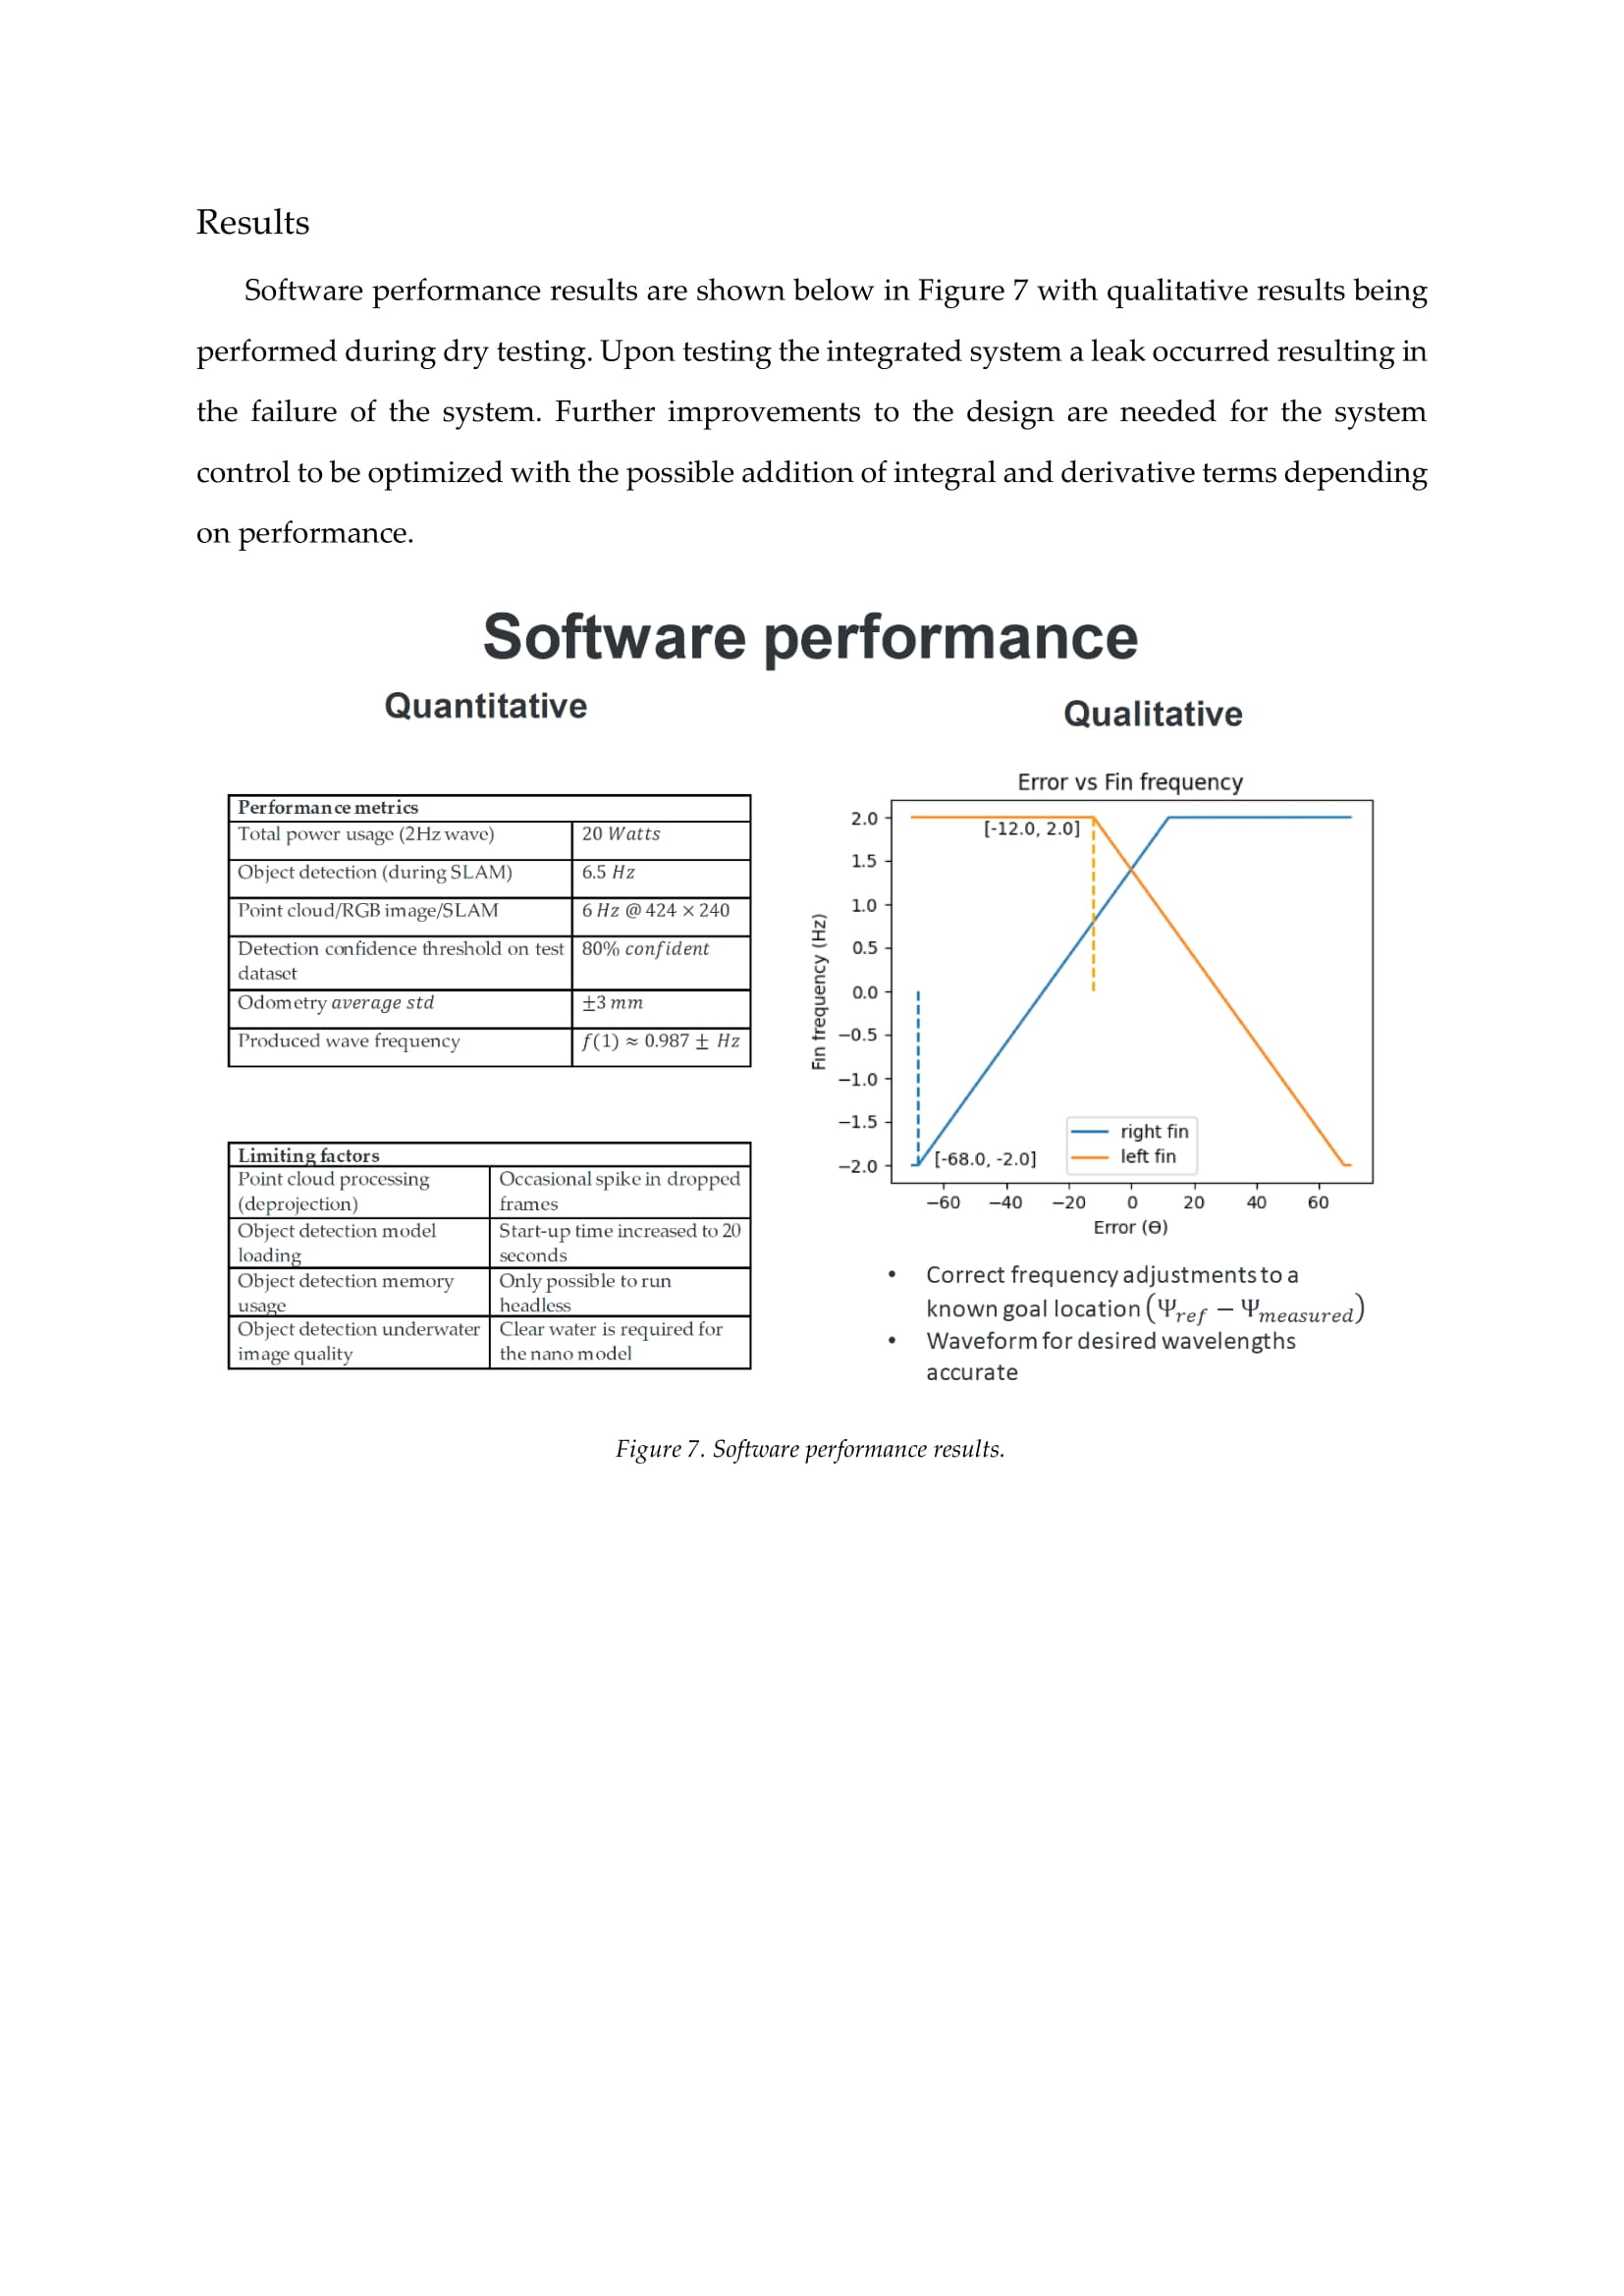 Results
Software performance results are shown below in Figure 7 with qualitative results being
performed during dry testing. Upon testing the integrated system a leak occurred resulting in
the failure of the system. Further improvements to the design are needed for the system
control to be optimized with the possible addition of integral and derivative terms depending
on performance.
Software performance
Quantitative
Performance metrics
Total power usage (2Hz wave) 20 Watts
Object detection (during SLAM) 6.5 Hz
Point cloud/RGB image/SLAM 6 Hz @ 424 × 240
Detection confidence threshold on test 80% confident
dataset
Odometry average std ±3 mm
Produced wave frequency f(1) ≈ 0.987 ± Hz
Limiting factors
Point cloud processing Occasional spike in dropped
(deprojection) frames
Object detection model Start-up time increased to 20
loading seconds
Object detection memory Only possible to run
usage headless
Object detection underwater Clear water is required for
image quality the nano model
Qualitative
Error vs Fin frequency
Fin frequency (Hz)
2.0
1.5
1.0
0.5
0.0
−0.5
−1.0
−1.5
−2.0
[-12.0, 2.0]
[-68.0, -2.0]
right fin
left fin
−60 −40 −20 0 20 40 60
Error (Θ)
• Correct frequency adjustments to a
known goal location (Ψref − Ψmeasured)
• Waveform for desired wavelengths
accurate
Figure 7. Software performance results.